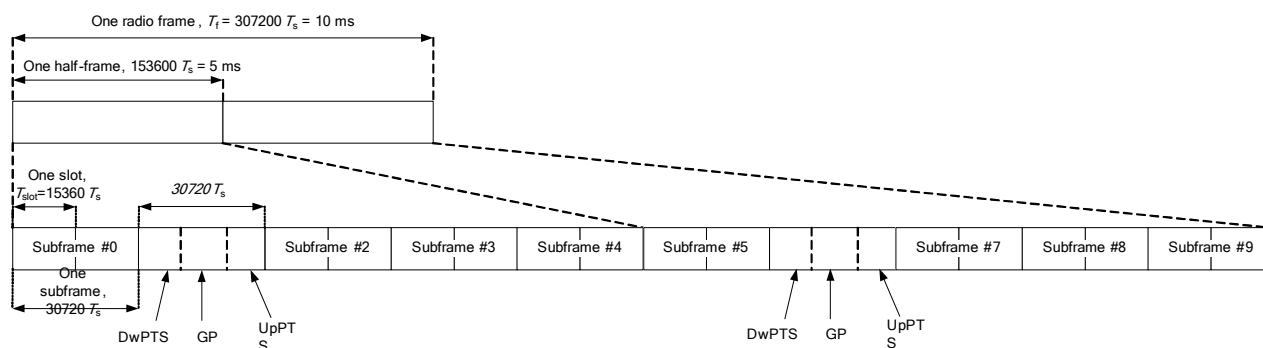 One radio frame , Tf = 307200 Ts = 10 ms
One half-frame, 153600 Ts = 5 ms
One slot,
Tslot=15360 Ts
30720 Ts
Subframe #0
Subframe #2
Subframe #3
Subframe #4
Subframe #5
Subframe #7
Subframe #8
Subframe #9
One
subframe ,
30720 Ts
DwPTS
GP
UpPT
S
DwPTS
GP
UpPT
S